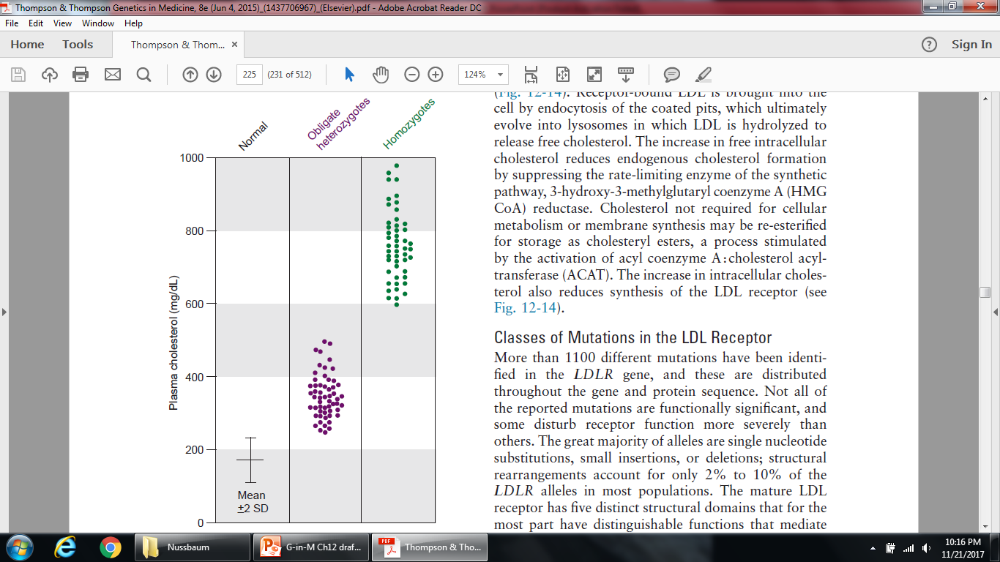 Thompson & Thompson Genetics in Medicine, 8e (Jun 4, 2015)_(1437706967)_(Elsevier).pdf - Adobe Acrobat Reader DC
File Edit View Window Help
Home Tools Thompson & Thom... × ? Sign In
225 (231 of 512) 124%
Normal
Obligate
heterozygotes
Homozygotes
1000
800
600
400
200
0
Plasma cholesterol (mg/dL)
Mean
±2 SD
(Fig. 12-14). Receptor-bound LDL is brought into the
cell by endocytosis of the coated pits, which ultimately
evolve into lysosomes in which LDL is hydrolyzed to
release free cholesterol. The increase in free intracellular
cholesterol reduces endogenous cholesterol formation
by suppressing the rate-limiting enzyme of the synthetic
pathway, 3-hydroxy-3-methylglutaryl coenzyme A (HMG
CoA) reductase. Cholesterol not required for cellular
metabolism or membrane synthesis may be re-esterified
for storage as cholesteryl esters, a process stimulated
by the activation of acyl coenzyme A:cholesterol acyl-
transferase (ACAT). The increase in intracellular choles-
terol also reduces synthesis of the LDL receptor (see
Fig. 12-14).
Classes of Mutations in the LDL Receptor
More than 1100 different mutations have been identi-
fied in the LDLR gene, and these are distributed
throughout the gene and protein sequence. Not all of
the reported mutations are functionally significant, and
some disturb receptor function more severely than
others. The great majority of alleles are single nucleotide
substitutions, small insertions, or deletions; structural
rearrangements account for only 2% to 10% of the
LDLR alleles in most populations. The mature LDL
receptor has five distinct structural domains that for the
most part have distinguishable functions that mediate
Nussbaum G-in-M Ch12 draf... PDF Thompson & Tho... 10:16 PM
11/21/2017